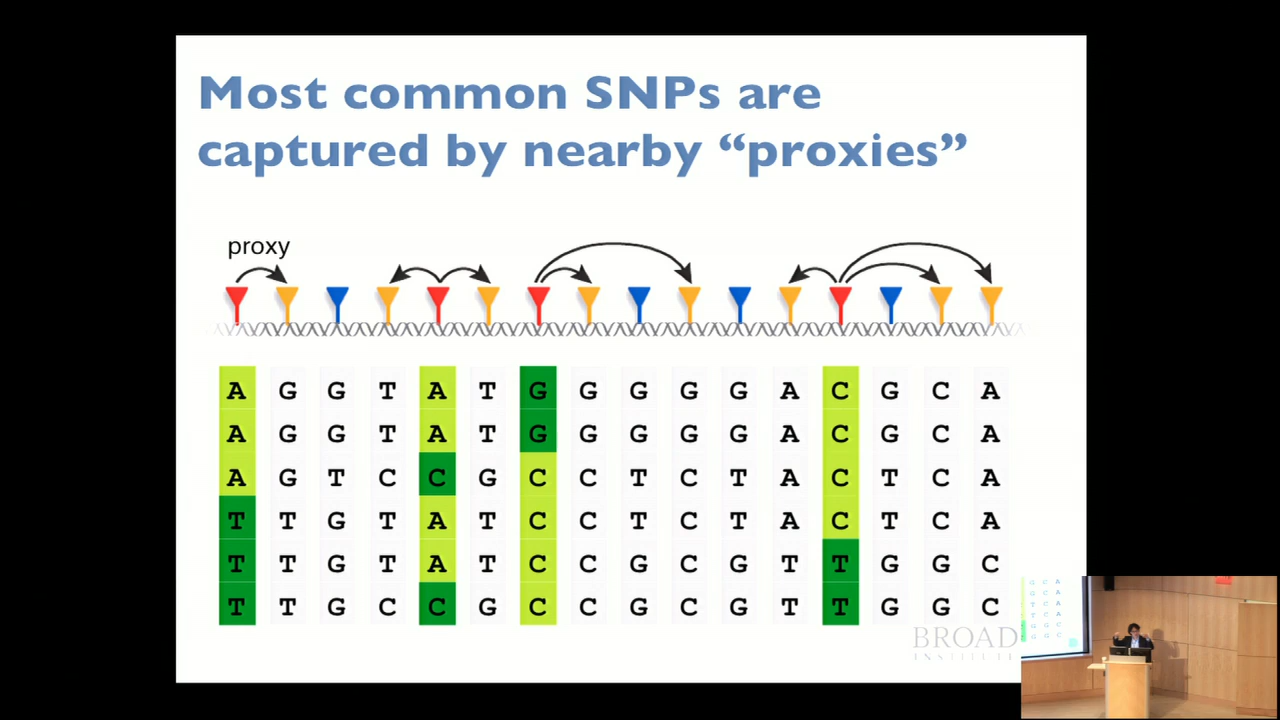 Most common SNPs are
captured by nearby “proxies”
proxy
A G G T A T G G G G G A C G C A
A G G T A T G G G G G A C G C A
A G T C C G C C T C T A C T C A
T T G T A T C C T C T A C T C A
T T G T A T C C G C G T T G G C
T T G C C G C C G C G T T G G C
BROAD
INSTITUTE